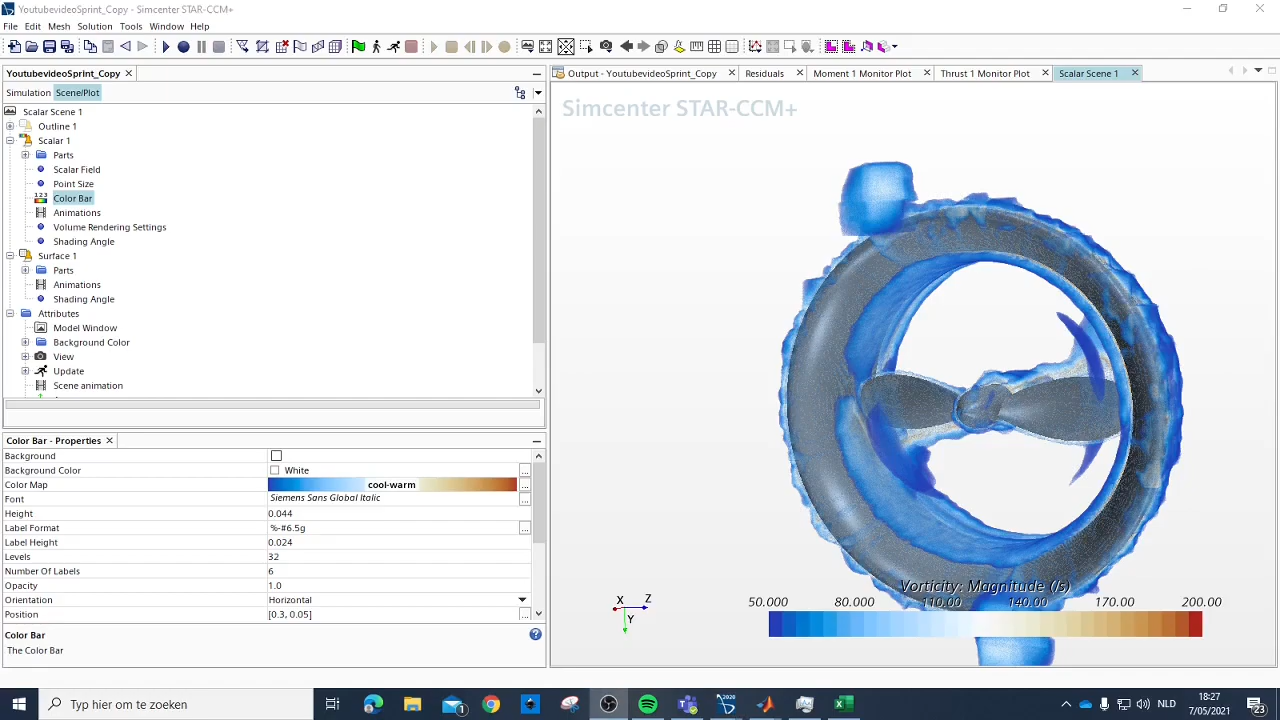 YoutubevideoSprint_Copy - Simcenter STAR-CCM+
File Edit Mesh Solution Tools Window Help
YoutubevideoSprint_Copy
Simulation Scene/Plot
Scalar Scene 1
Outline 1
Scalar 1
Parts
Scalar Field
Point Size
Color Bar
Animations
Volume Rendering Settings
Shading Angle
Surface 1
Parts
Animations
Shading Angle
Attributes
Model Window
Background Color
View
Update
Scene animation
Color Bar - Properties
Background
Background Color White
Color Map cool-warm
Font Siemens Sans Global Italic
Height 0.044
Label Format %-#6.5g
Label Height 0.024
Levels 32
Number Of Labels 6
Opacity 1.0
Orientation Horizontal
Position [0.3, 0.05]
Color Bar
The Color Bar
Output - YoutubevideoSprint_Copy Residuals Moment 1 Monitor Plot Thrust 1 Monitor Plot Scalar Scene 1
Simcenter STAR-CCM+
X Z
Y
Vorticity: Magnitude (/s)
50.000 80.000 110.00 140.00 170.00 200.00
Typ hier om te zoeken
NLD
18:27
7/05/2021
23